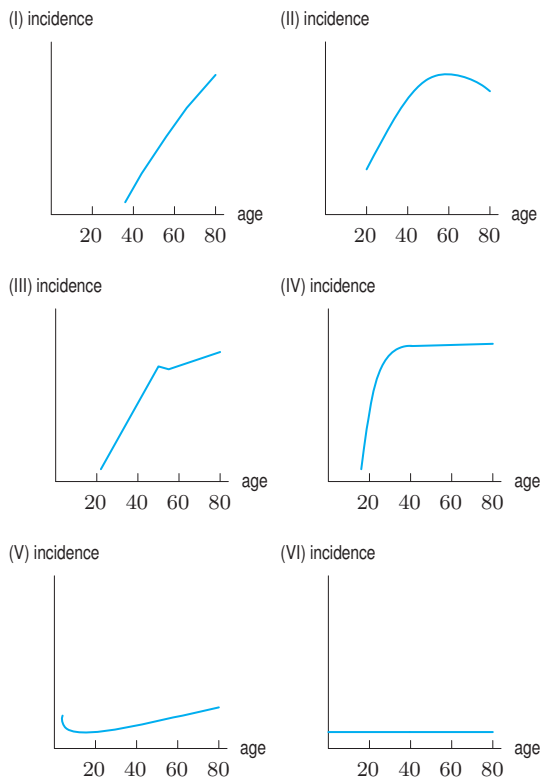 (I) incidence
(II) incidence
age
age
20 40 60 80
20 40 60 80
(III) incidence
(IV) incidence
age
age
20 40 60 80
20 40 60 80
(V) incidence
(VI) incidence
age
age
20 40 60 80
20 40 60 80